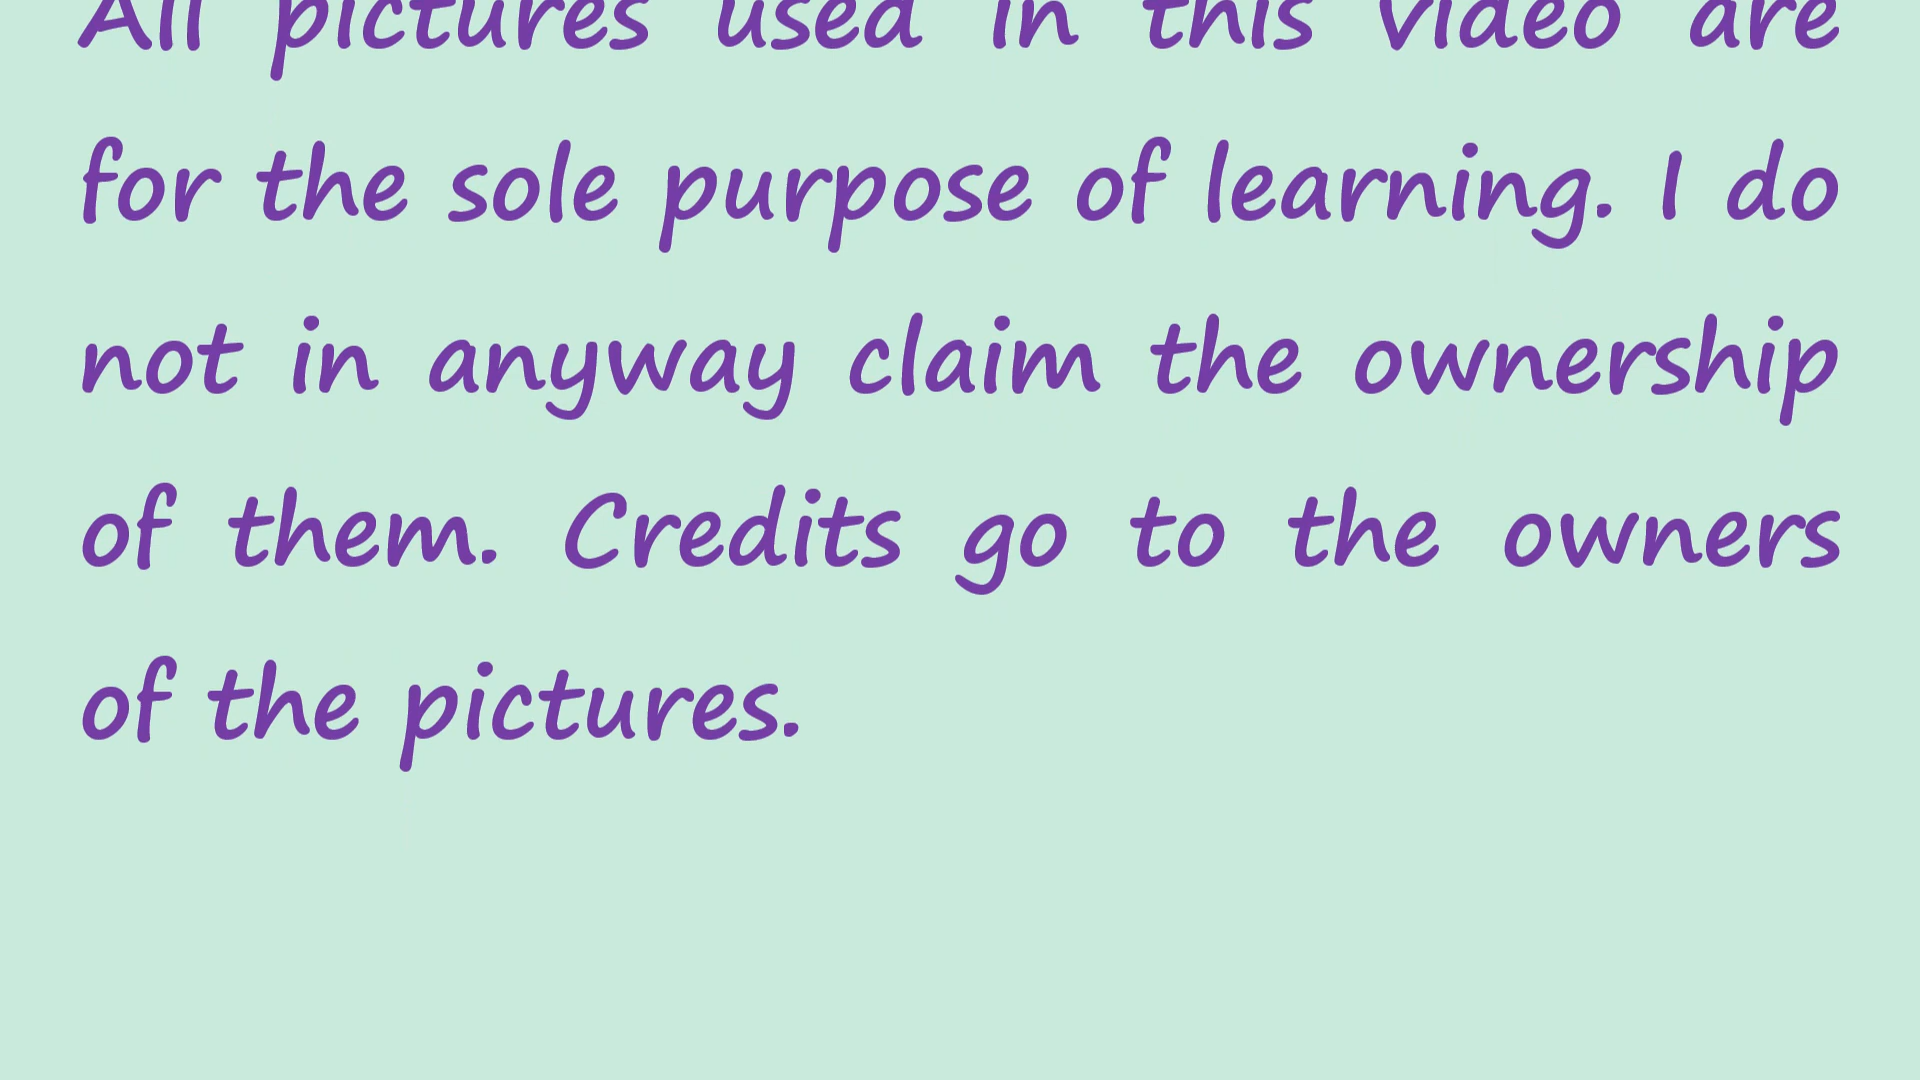 All pictures used in this video are
for the sole purpose of learning. I do
not in anyway claim the ownership
of them. Credits go to the owners
of the pictures.